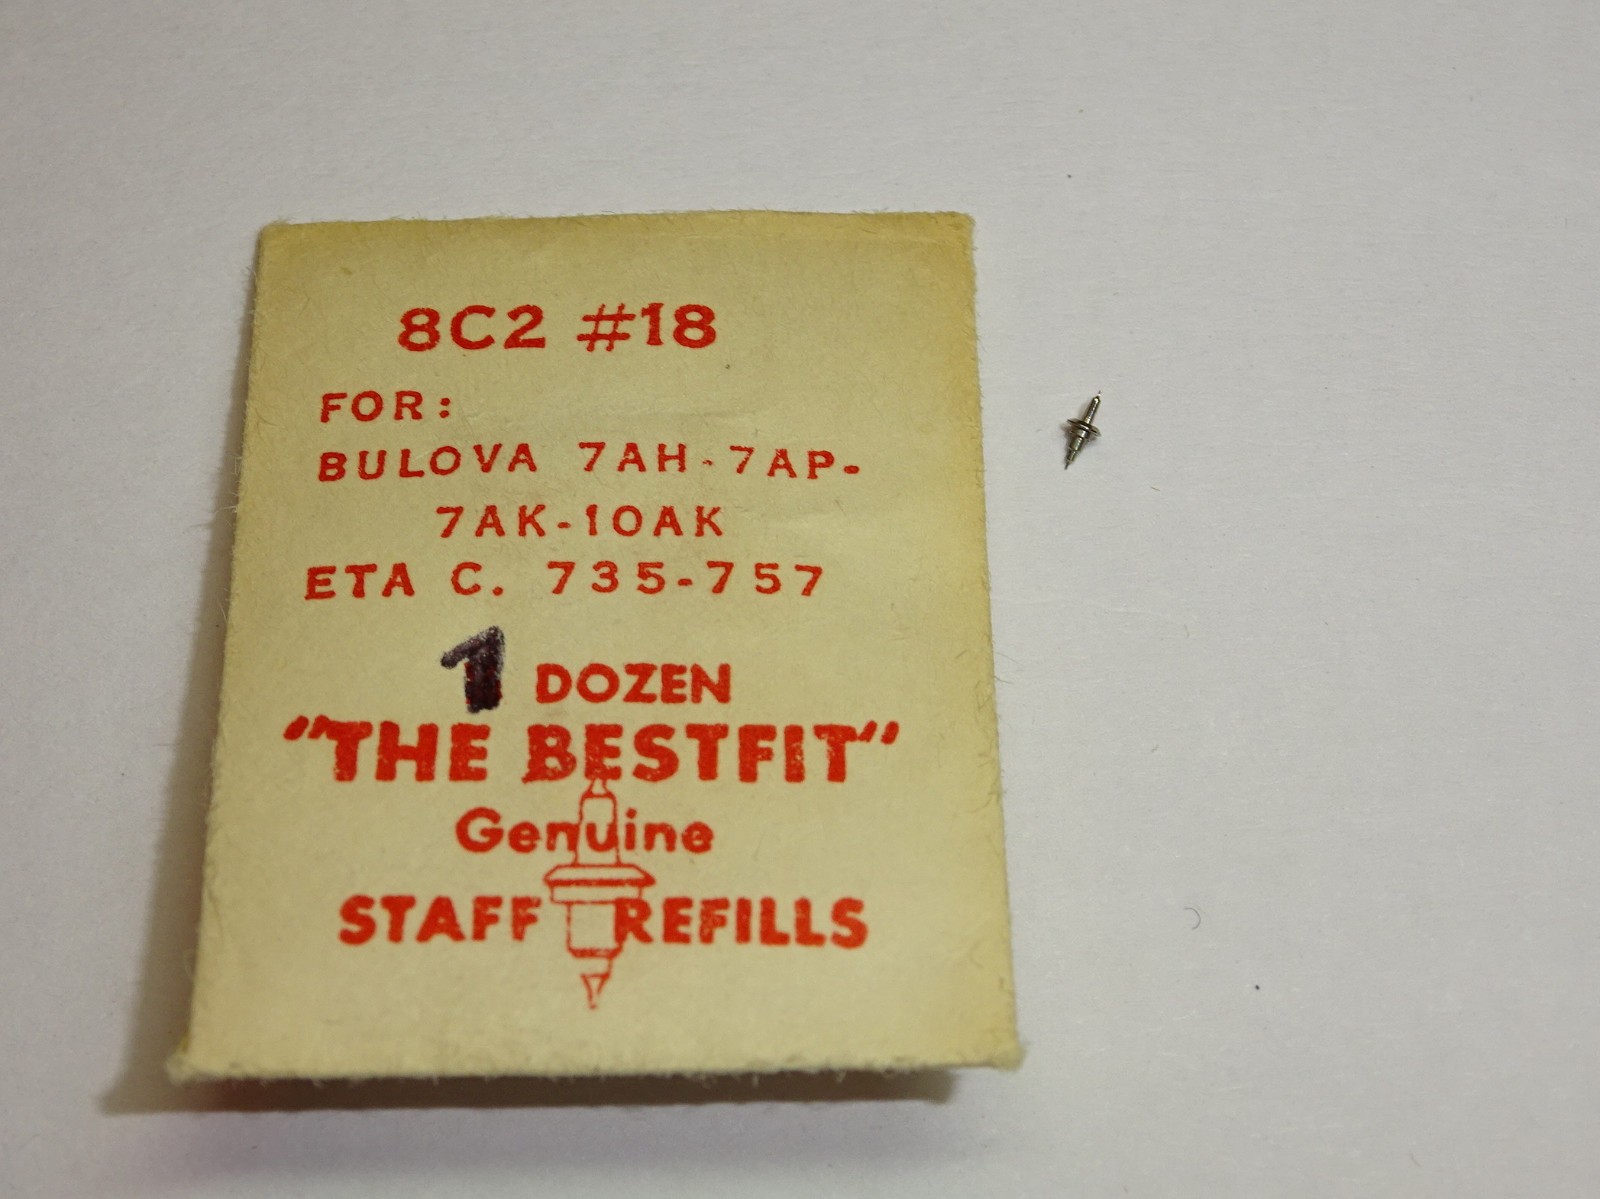 8C2 #18
FOR:
BULOVA 7AH-7AP-
7AK-10AK
ETA C. 735-757
1 DOZEN
"THE BESTFIT"
Genuine
STAFF REFILLS